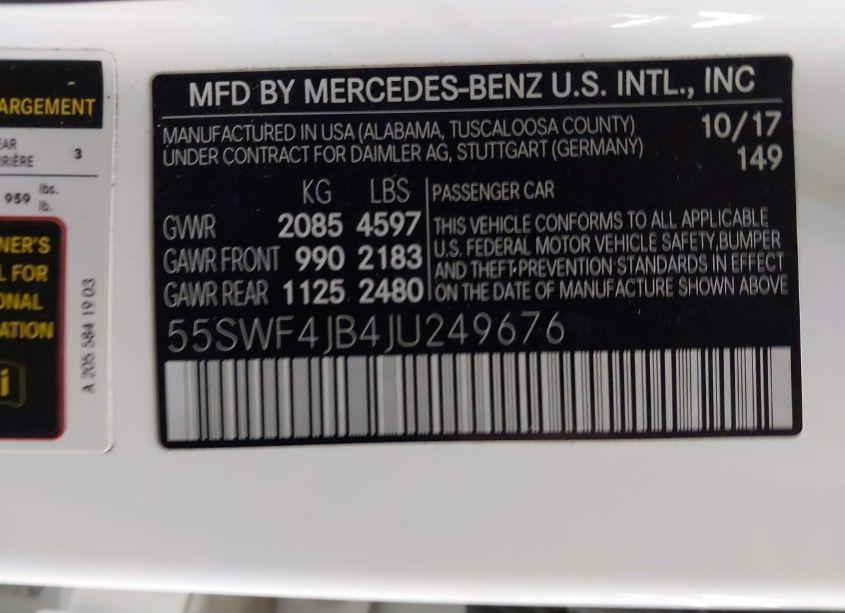 ARGEMENT
3
959 lbs.
lb.
NER'S
L FOR
ONAL
ATION
i
A 205 584 19 03
MFD BY MERCEDES-BENZ U.S. INTL., INC
MANUFACTURED IN USA (ALABAMA, TUSCALOOSA COUNTY) 10/17
UNDER CONTRACT FOR DAIMLER AG, STUTTGART (GERMANY) 149
KG LBS PASSENGER CAR
GVWR 2085 4597 THIS VEHICLE CONFORMS TO ALL APPLICABLE
GAWR FRONT 990 2183 U.S. FEDERAL MOTOR VEHICLE SAFETY,BUMPER
AND THEFT-PREVENTION STANDARDS IN EFFECT
GAWR REAR 1125 2480 ON THE DATE OF MANUFACTURE SHOWN ABOVE
55SWF4JB4JU249676